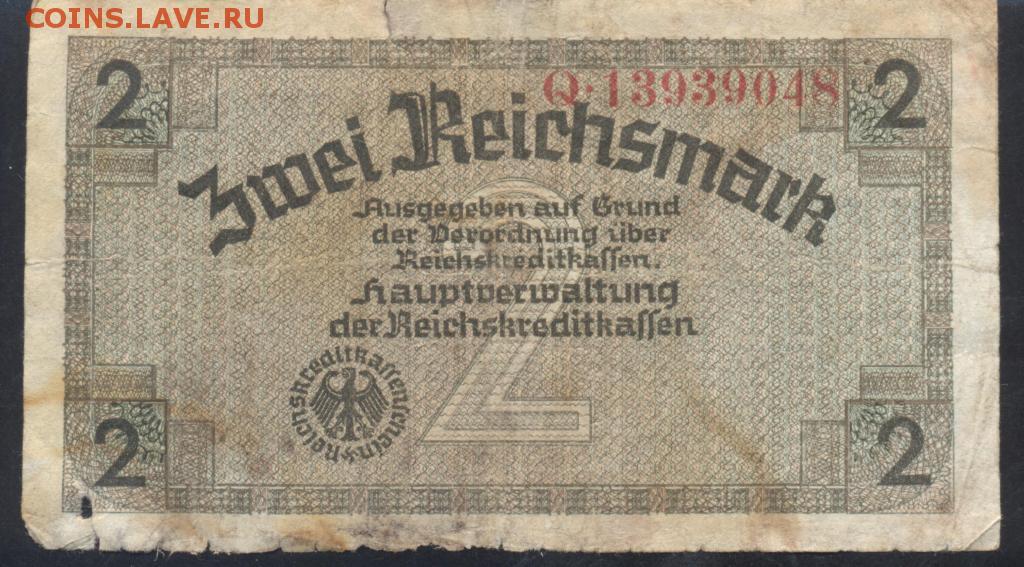 COINS.LAVE.RU
2
Q·13939048
2
Zwei Reichsmark
Ausgegeben auf Grund
der Verordnung über
Reichskreditkassen.
Hauptverwaltung
der Reichskreditkassen
2
Reichskreditkassenschein
2
2